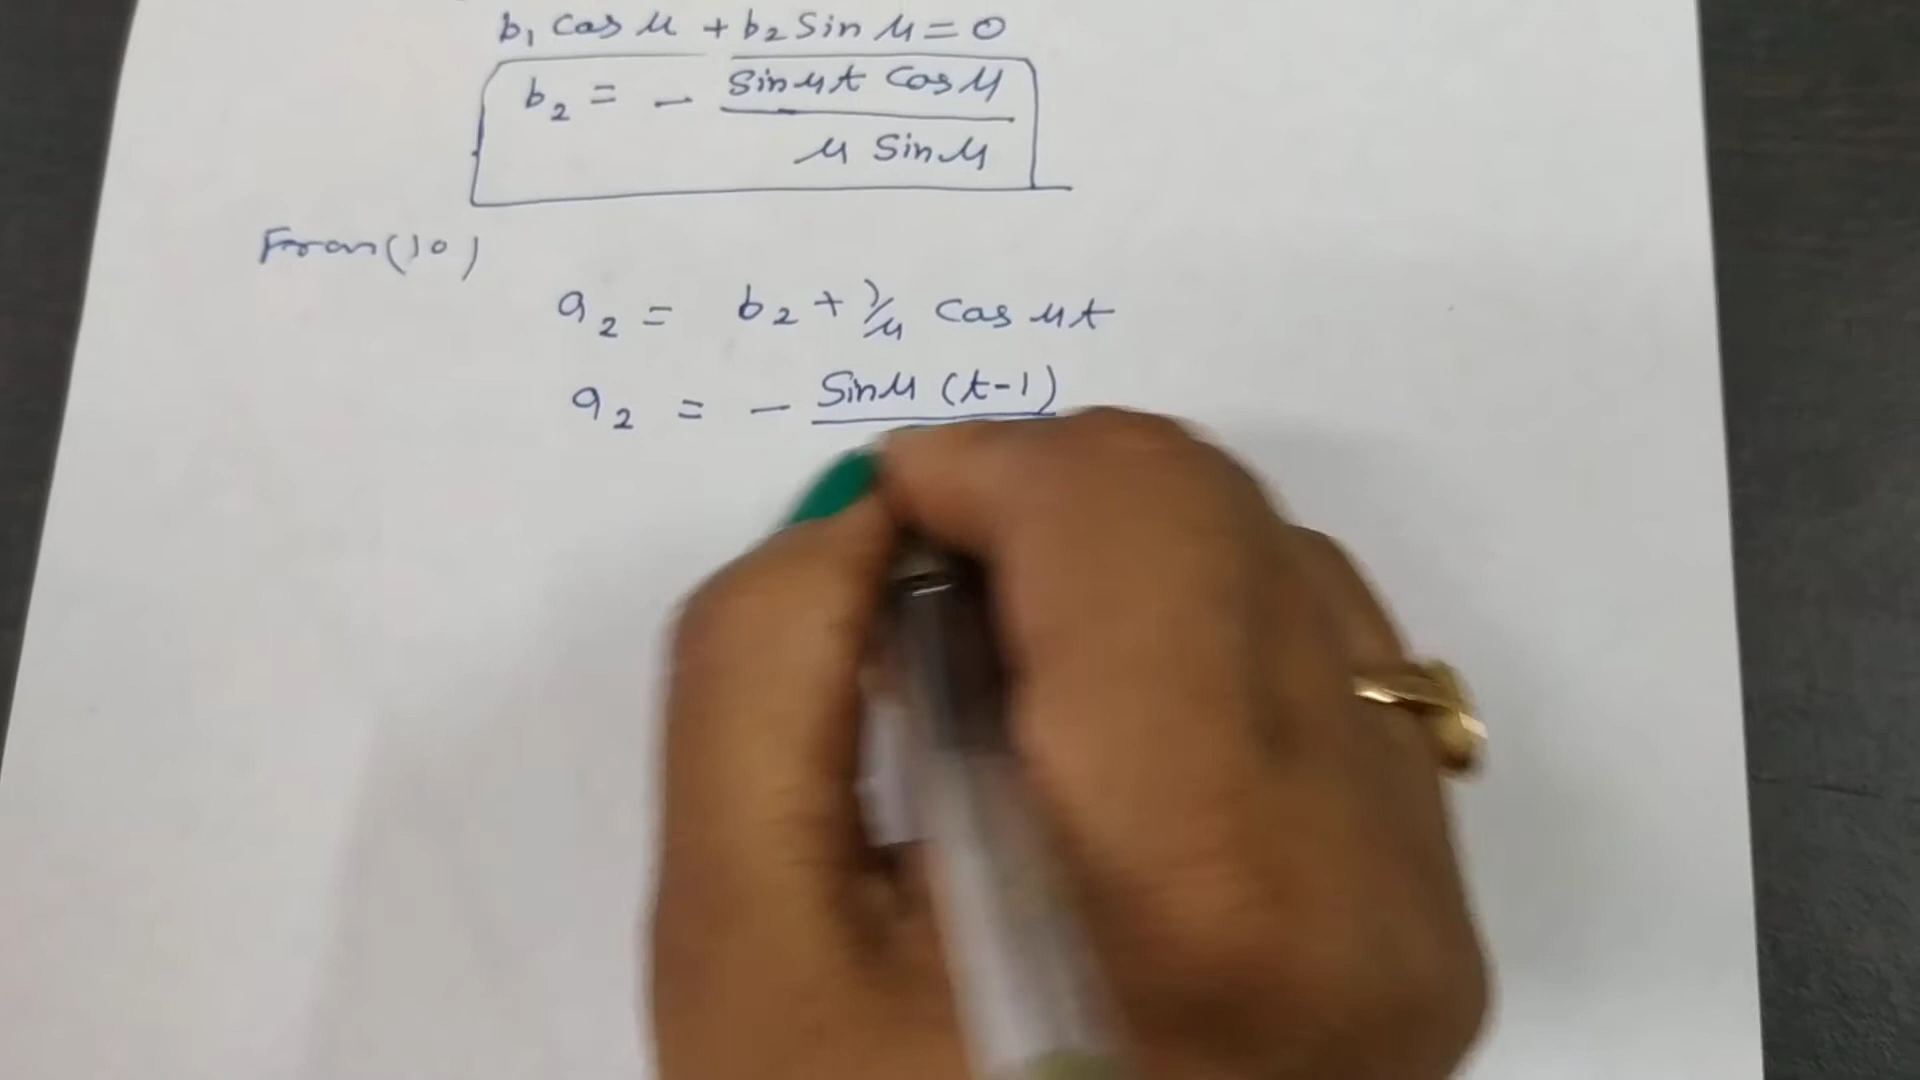 b₁ cos μ + b₂ Sin μ = 0
b₂ = - Sin μt Cos μ / μ Sin μ
From (10)
a₂ = b₂ + 1/μ Cos μt
a₂ = - Sin μ (t-1)